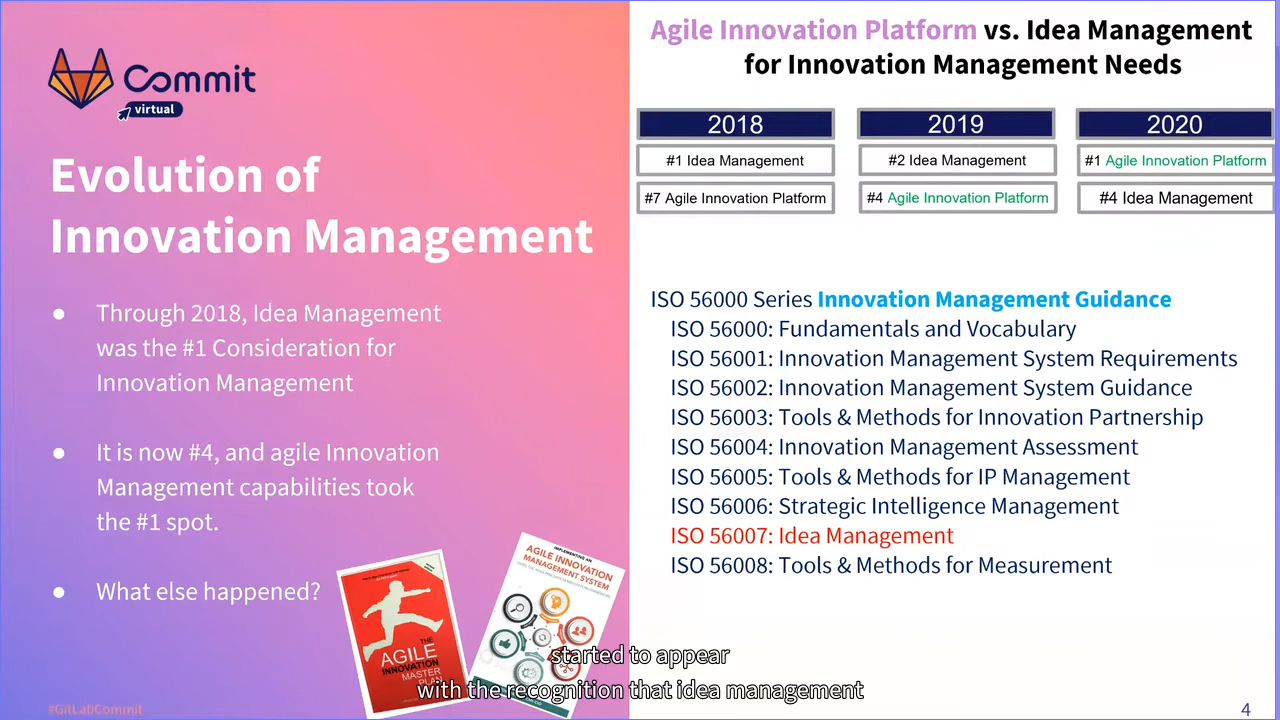 Commit
virtual
Evolution of
Innovation Management
● Through 2018, Idea Management
was the #1 Consideration for
Innovation Management
● It is now #4, and agile Innovation
Management capabilities took
the #1 spot.
● What else happened?
THE
AGILE
INNOVATION
MASTER
PLAN
IMPLEMENTING AN
AGILE INNOVATION
MANAGEMENT SYSTEM
#GitLabCommit
Agile Innovation Platform vs. Idea Management
for Innovation Management Needs
2018
#1 Idea Management
#7 Agile Innovation Platform
2019
#2 Idea Management
#4 Agile Innovation Platform
2020
#1 Agile Innovation Platform
#4 Idea Management
ISO 56000 Series Innovation Management Guidance
ISO 56000: Fundamentals and Vocabulary
ISO 56001: Innovation Management System Requirements
ISO 56002: Innovation Management System Guidance
ISO 56003: Tools & Methods for Innovation Partnership
ISO 56004: Innovation Management Assessment
ISO 56005: Tools & Methods for IP Management
ISO 56006: Strategic Intelligence Management
ISO 56007: Idea Management
ISO 56008: Tools & Methods for Measurement
started to appear
with the recognition that idea management
4